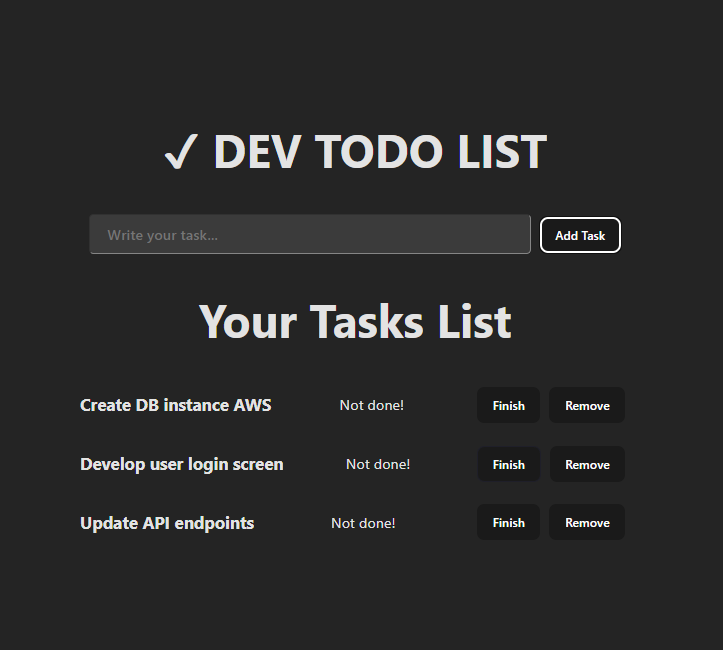 ✓ DEV TODO LIST
Write your task...
Add Task
Your Tasks List
Create DB instance AWS Not done! Finish Remove
Develop user login screen Not done! Finish Remove
Update API endpoints Not done! Finish Remove